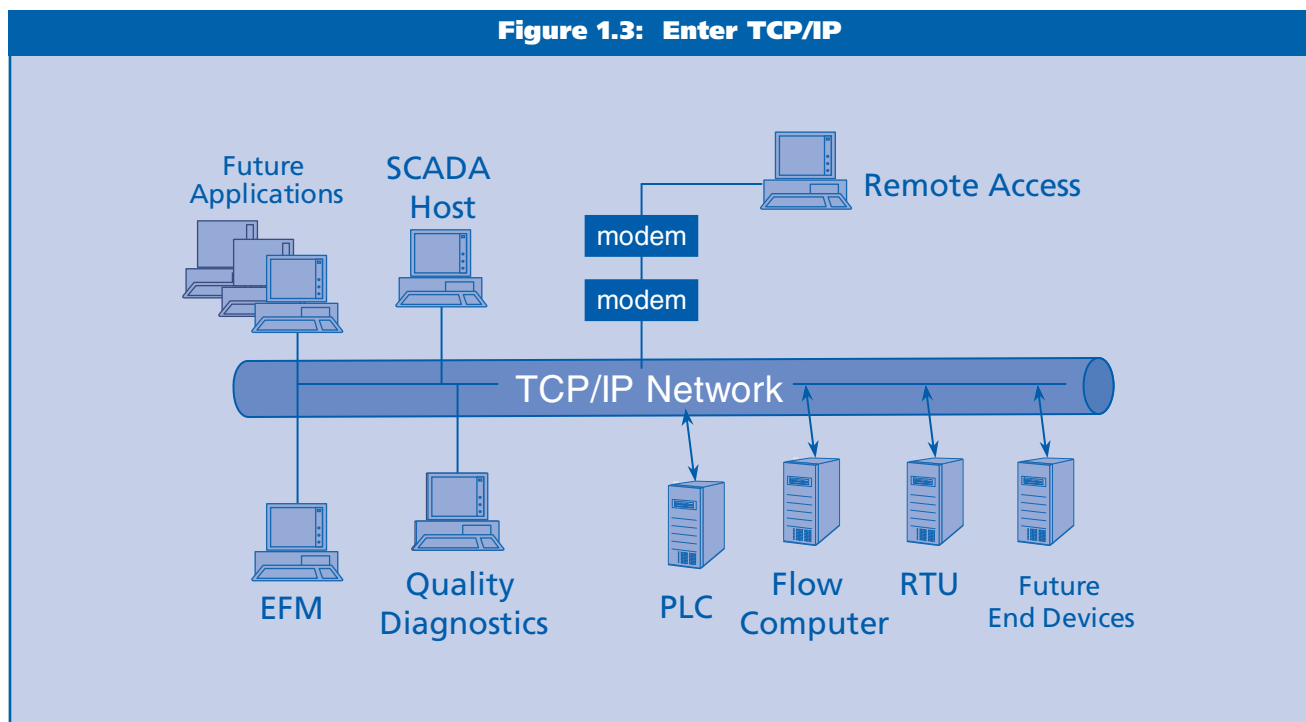 Figure 1.3: Enter TCP/IP
Future
Applications
SCADA
Host
Remote Access
modem
modem
TCP/IP Network
EFM
Quality
Diagnostics
PLC
Flow
Computer
RTU
Future
End Devices